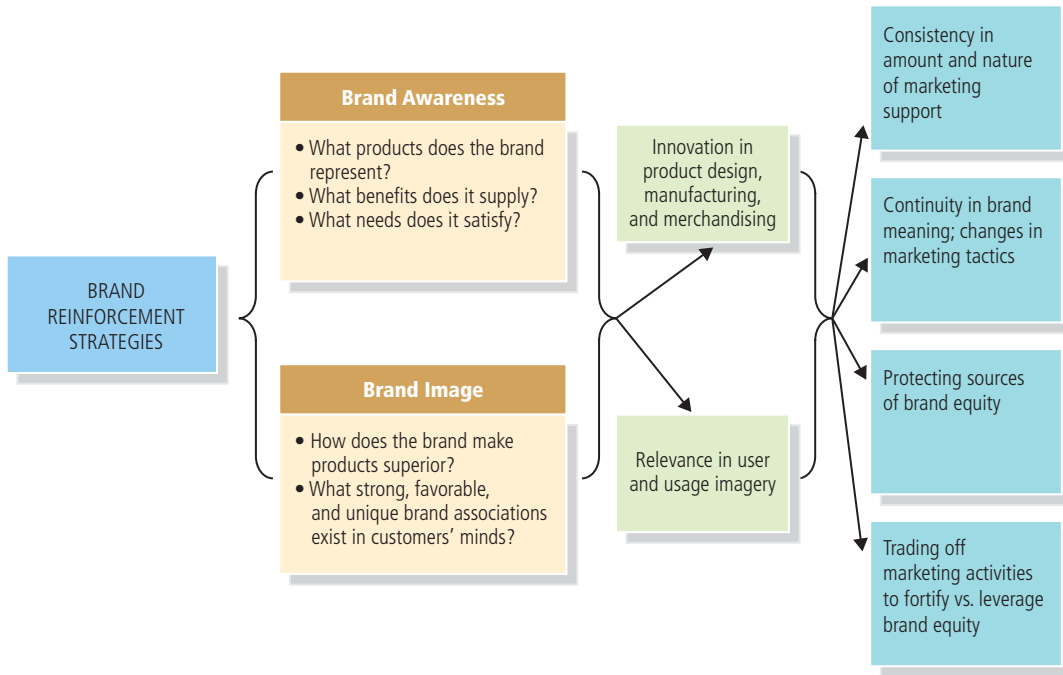 BRAND
REINFORCEMENT
STRATEGIES
Brand Awareness
• What products does the brand
represent?
• What benefits does it supply?
• What needs does it satisfy?
Brand Image
• How does the brand make
products superior?
• What strong, favorable,
and unique brand associations
exist in customers’ minds?
Innovation in
product design,
manufacturing,
and merchandising
Relevance in user
and usage imagery
Consistency in
amount and nature
of marketing
support
Continuity in brand
meaning; changes in
marketing tactics
Protecting sources
of brand equity
Trading off
marketing activities
to fortify vs. leverage
brand equity